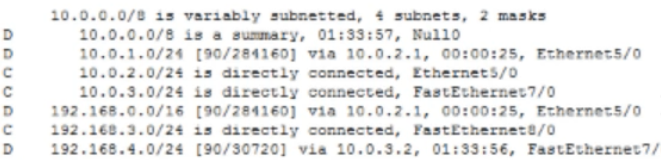 10.0.0.0/8 is variably subnetted, 4 subnets, 2 masks
D 10.0.0.0/8 is a summary, 01:33:57, Null0
D 10.0.1.0/24 [90/284160] via 10.0.2.1, 00:00:25, Ethernet5/0
C 10.0.2.0/24 is directly connected, Ethernet5/0
C 10.0.3.0/24 is directly connected, FastEthernet7/0
D 192.168.0.0/16 [90/284160] via 10.0.2.1, 00:00:25, Ethernet5/0
C 192.168.3.0/24 is directly connected, FastEthernet8/0
D 192.168.4.0/24 [90/30720] via 10.0.3.2, 01:33:56, FastEthernet7/